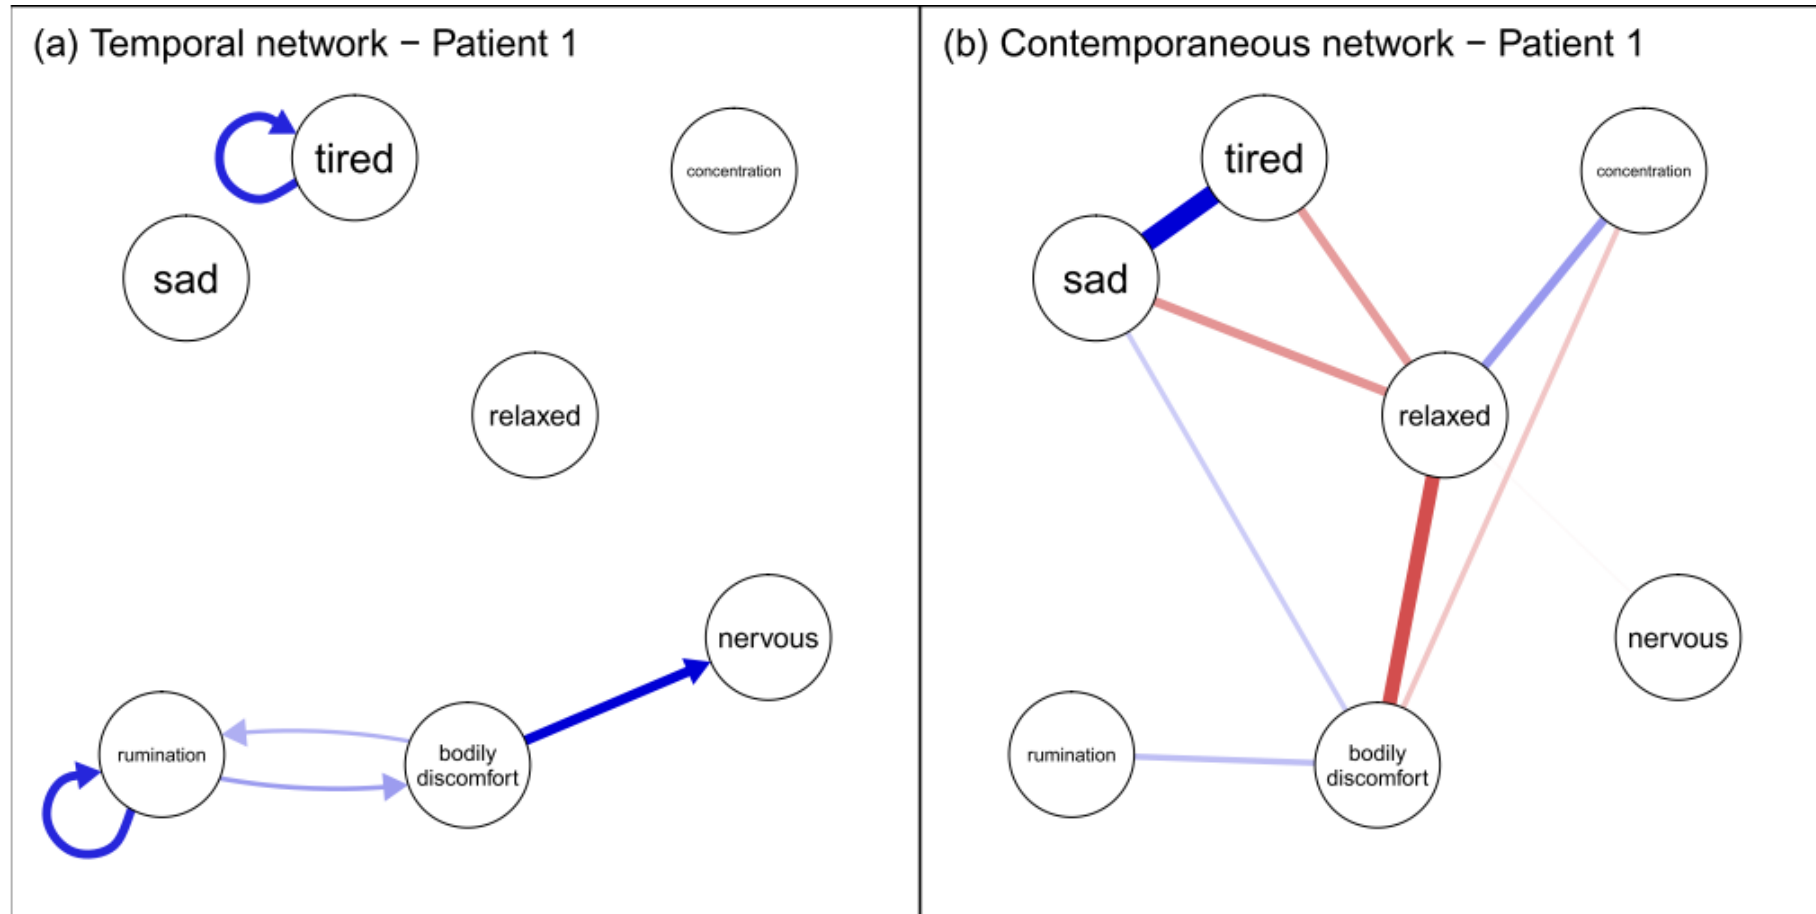 (a) Temporal network − Patient 1
tired
concentration
sad
relaxed
nervous
rumination
bodily
discomfort
(b) Contemporaneous network − Patient 1
tired
concentration
sad
relaxed
nervous
rumination
bodily
discomfort